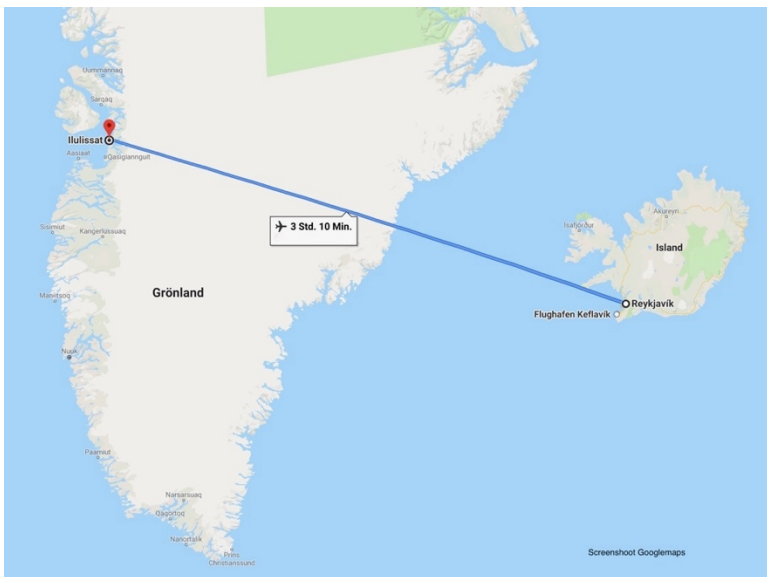 Uummannaq
Sarsaq
Ilulissat
Aasiaat
Qasigiannguit
Sisimiut
Kangerlussuaq
3 Std. 10 Min.
Ísafjörður
Akureyri
Island
Maniitsoq
Grönland
Reykjavík
Flughafen Keflavík
Nuuk
Paamiut
Narsarsuaq
Qaqortoq
Nanortalik
Prins
Christianssund
Screenshoot Googlemaps